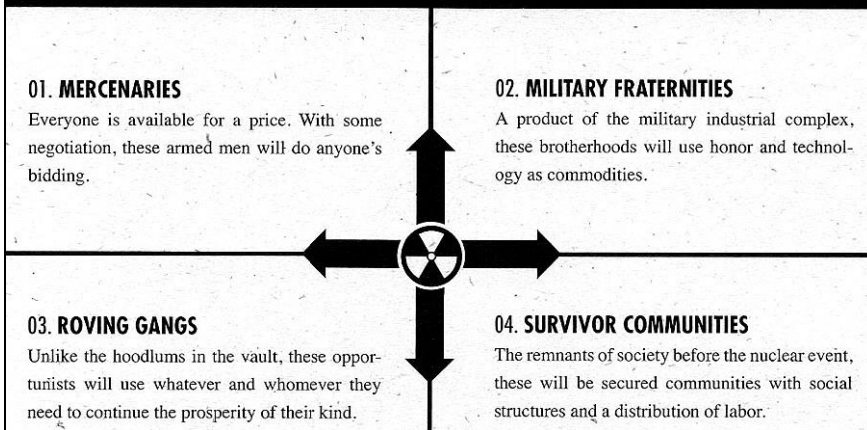 01. MERCENARIES
Everyone is available for a price. With some
negotiation, these armed men will do anyone's
bidding.
02. MILITARY FRATERNITIES
A product of the military industrial complex,
these brotherhoods will use honor and technol-
ogy as commodities.
03. ROVING GANGS
Unlike the hoodlums in the vault, these oppor-
tunists will use whatever and whomever they
need to continue the prosperity of their kind.
04. SURVIVOR COMMUNITIES
The remnants of society before the nuclear event,
these will be secured communities with social
structures and a distribution of labor.